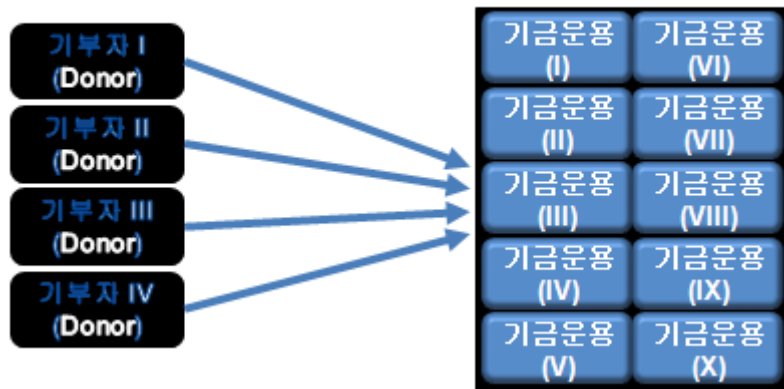 기부자 I
(Donor)
기부자 II
(Donor)
기부자 III
(Donor)
기부자 IV
(Donor)
기금운용
(I)
기금운용
(VI)
기금운용
(II)
기금운용
(VII)
기금운용
(III)
기금운용
(VIII)
기금운용
(IV)
기금운용
(IX)
기금운용
(V)
기금운용
(X)